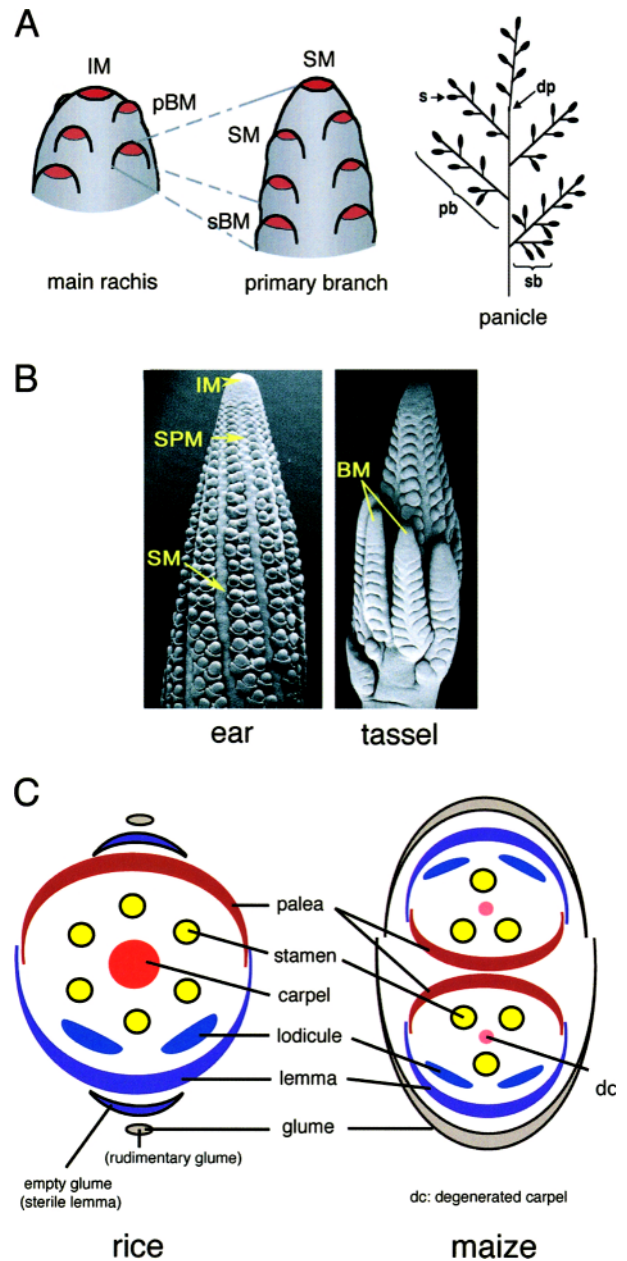 A
IM
pBM
SM
SM
sBM
main rachis
primary branch
s
dp
pb
sb
panicle
B
IM
SPM
SM
BM
ear
tassel
C
palea
stamen
carpel
lodicule
lemma
dc
glume
(rudimentary glume)
empty glume
(sterile lemma)
dc: degenerated carpel
rice
maize